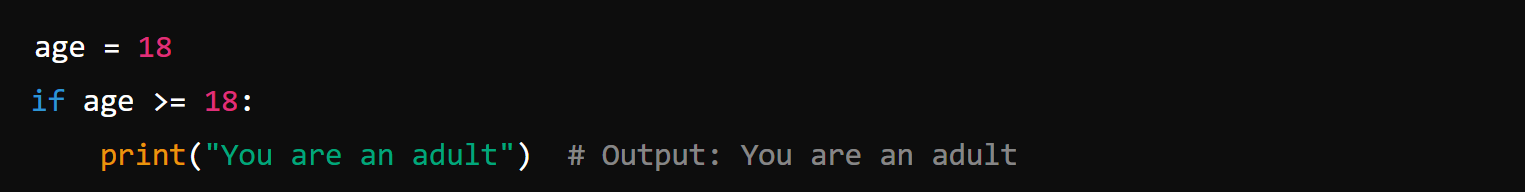 age = 18
if age >= 18:
    print("You are an adult")  # Output: You are an adult